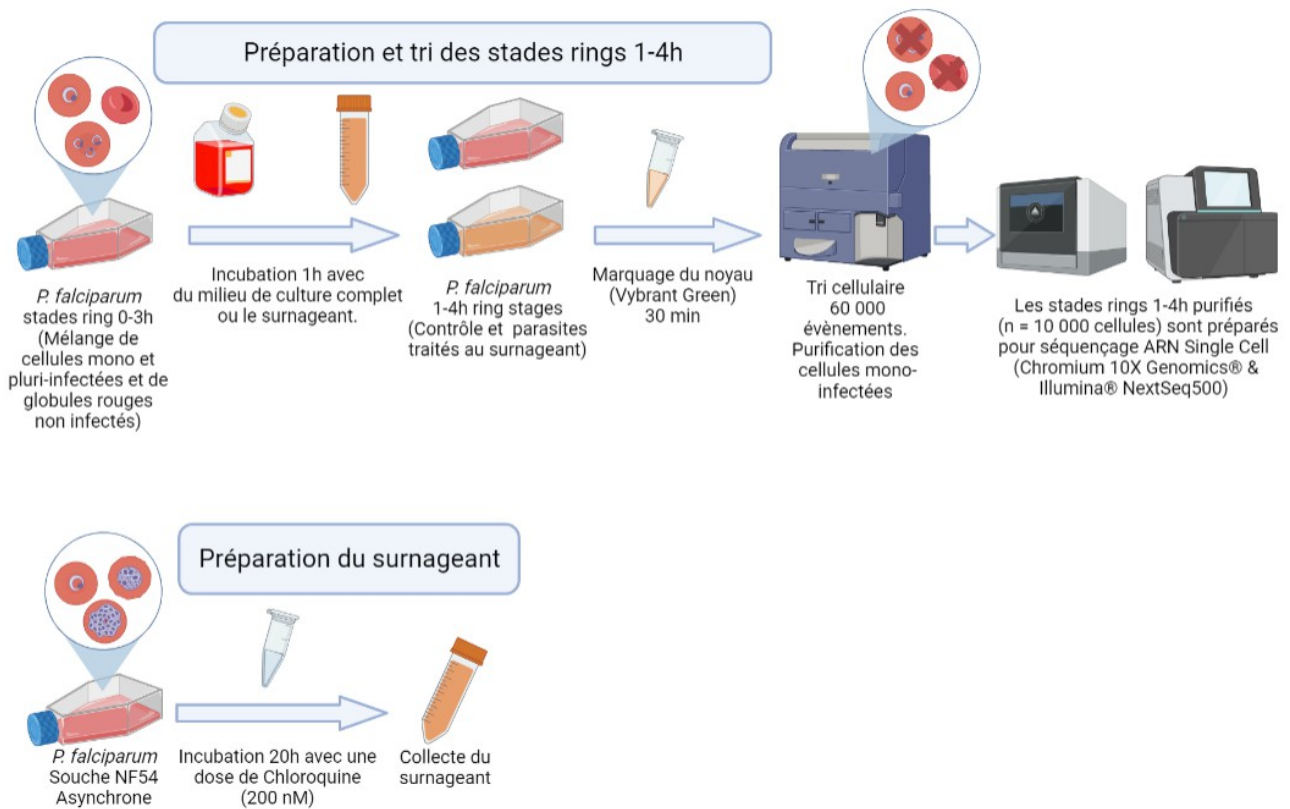 Préparation et tri des stades rings 1-4h
P. falciparum
stades ring 0-3h
(Mélange de
cellules mono et
pluri-infectées et de
globules rouges
non infectés)
Incubation 1h avec
du milieu de culture complet
ou le surnageant.
P. falciparum
1-4h ring stages
(Contrôle et parasites
traités au surnageant)
Marquage du noyau
(Vybrant Green)
30 min
Tri cellulaire
60 000
évènements.
Purification des
cellules mono-
infectées
Les stades rings 1-4h purifiés
(n = 10 000 cellules) sont préparés
pour séquençage ARN Single Cell
(Chromium 10X Genomics® &
Illumina® NextSeq500)
Préparation du surnageant
P. falciparum
Souche NF54
Asynchrone
Incubation 20h avec une
dose de Chloroquine
(200 nM)
Collecte du
surnageant